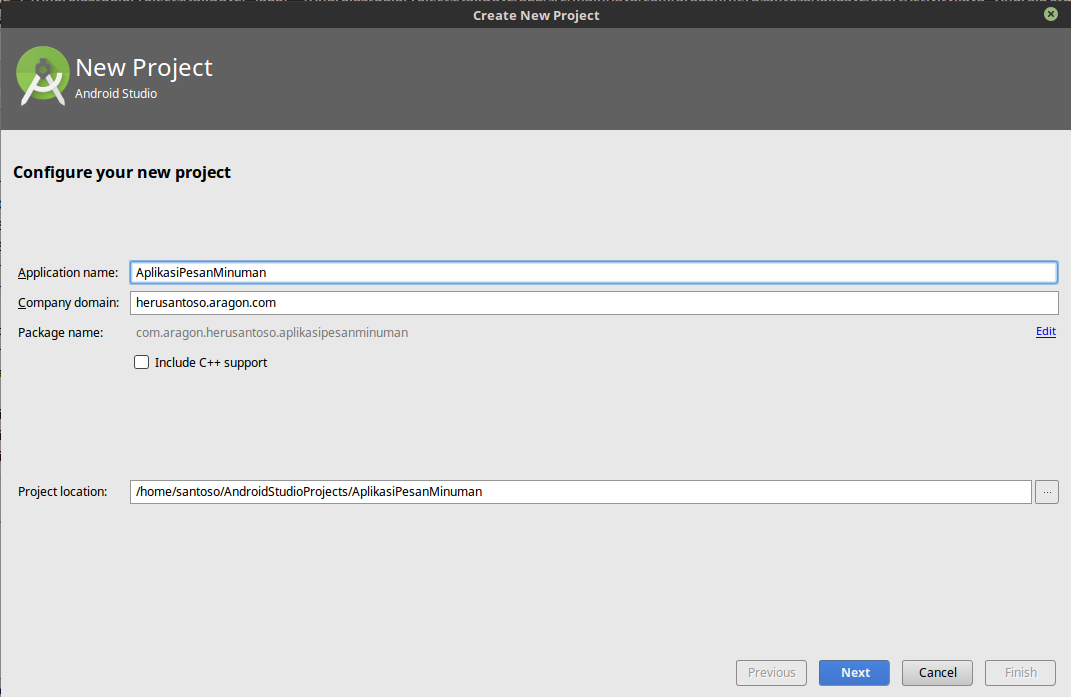 Create New Project
New Project
Android Studio
Configure your new project
Application name: AplikasiPesanMinuman
Company domain: herusantoso.aragon.com
Package name: com.aragon.herusantoso.aplikasipesanminuman Edit
Include C++ support
Project location: /home/santoso/AndroidStudioProjects/AplikasiPesanMinuman ...
Previous Next Cancel Finish